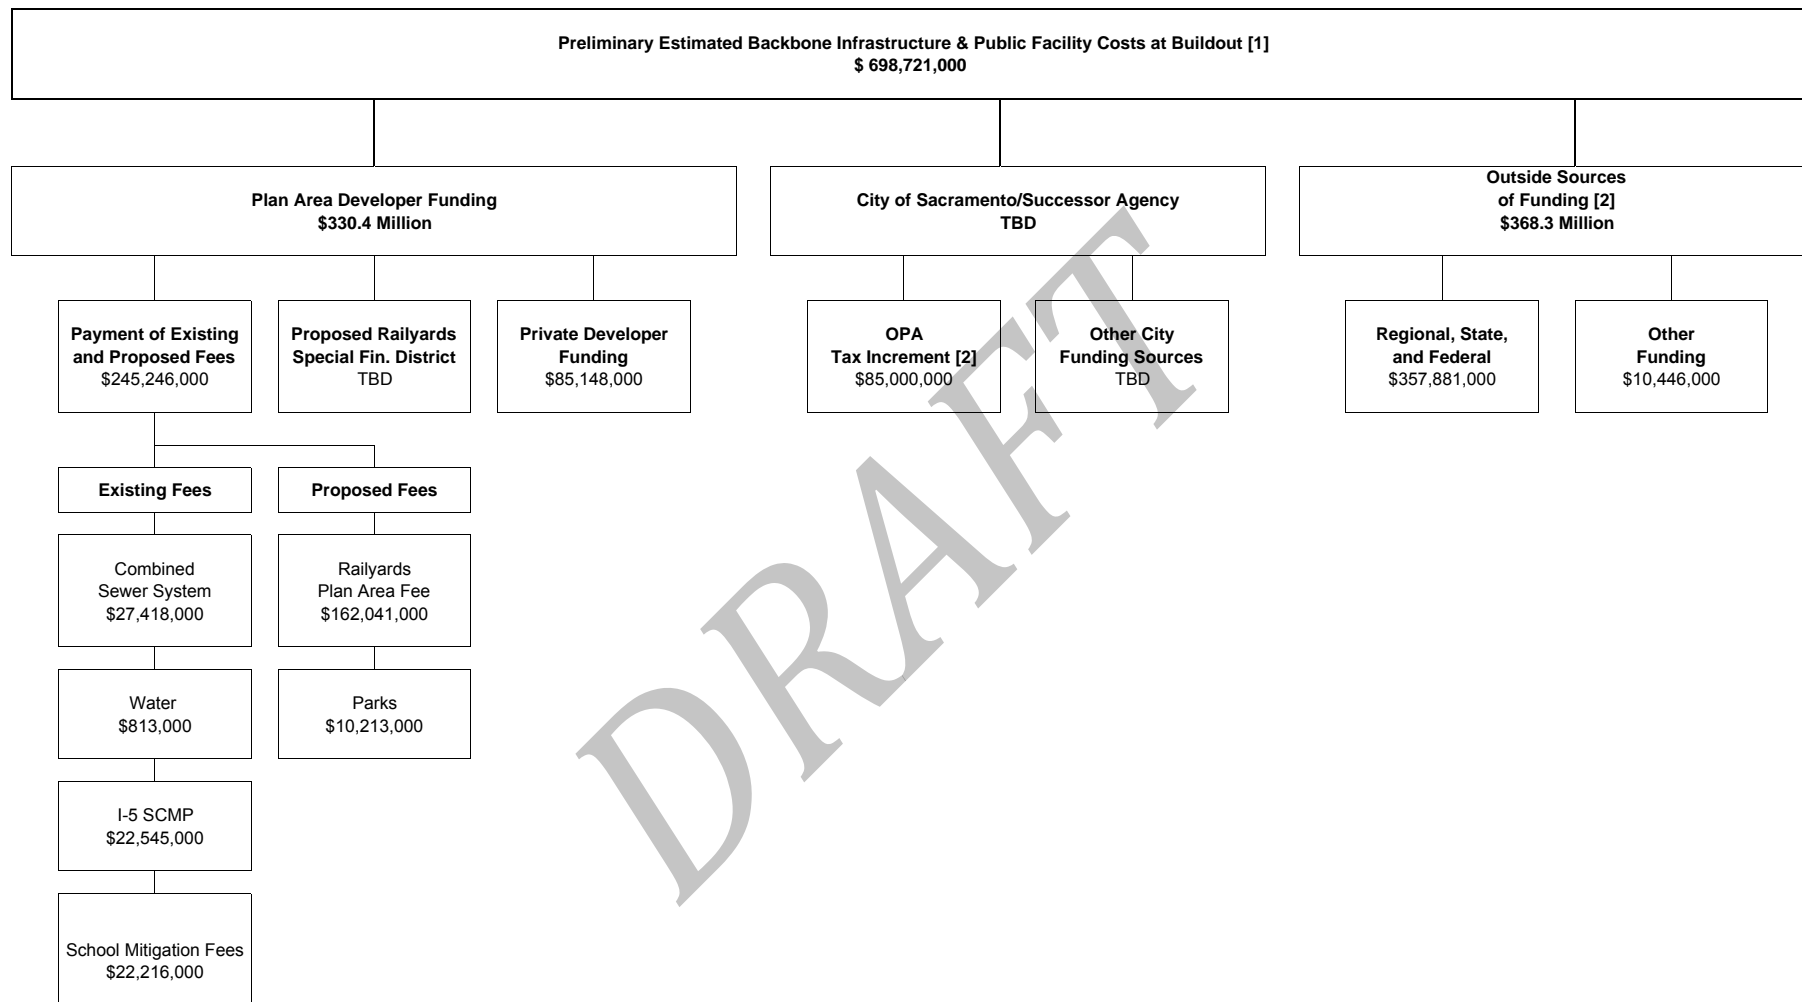 Preliminary Estimated Backbone Infrastructure & Public Facility Costs at Buildout [1]
$ 698,721,000
Plan Area Developer Funding
$330.4 Million
City of Sacramento/Successor Agency
TBD
Outside Sources
of Funding [2]
$368.3 Million
Payment of Existing
and Proposed Fees
$245,246,000
Proposed Railyards
Special Fin. District
TBD
Private Developer
Funding
$85,148,000
OPA
Tax Increment [2]
$85,000,000
Other City
Funding Sources
TBD
Regional, State,
and Federal
$357,881,000
Other
Funding
$10,446,000
Existing Fees
Proposed Fees
Combined
Sewer System
$27,418,000
Railyards
Plan Area Fee
$162,041,000
Water
$813,000
Parks
$10,213,000
I-5 SCMP
$22,545,000
School Mitigation Fees
$22,216,000
DRAFT